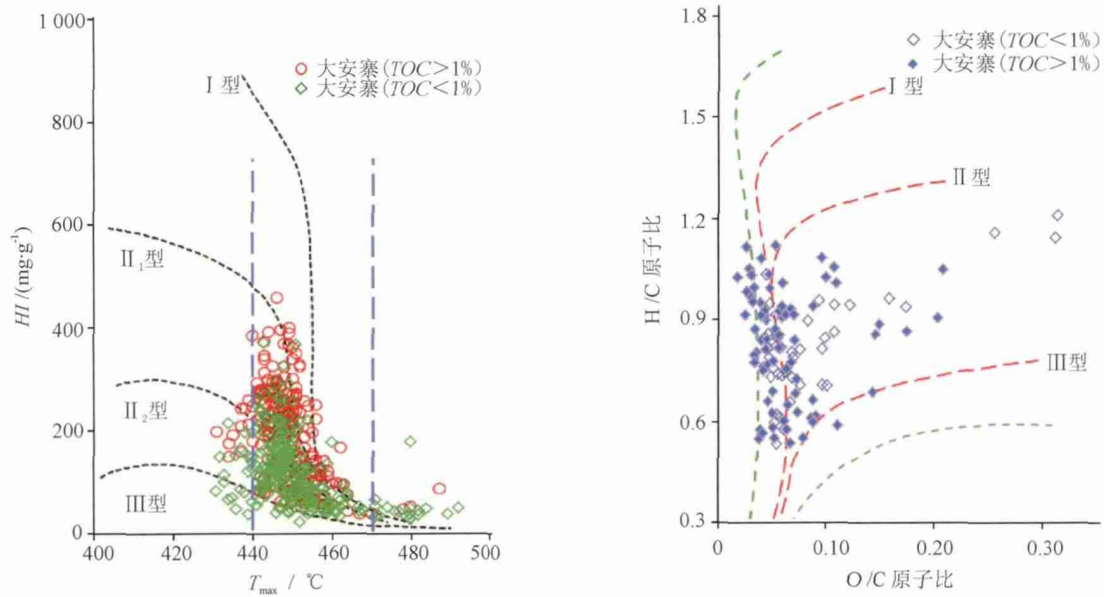 1 000
800
600
400
200
0
HI /(mg·g⁻¹)
400
420
440
460
480
500
Tmax / ℃
大安寨(TOC>1%)
大安寨(TOC<1%)
Ⅰ型
Ⅱ₁型
Ⅱ₂型
Ⅲ型
1.8
1.5
1.2
0.9
0.6
0.3
H/C 原子比
0
0.10
0.20
0.30
O/C 原子比
大安寨(TOC<1%)
大安寨(TOC>1%)
Ⅰ型
Ⅱ型
Ⅲ型